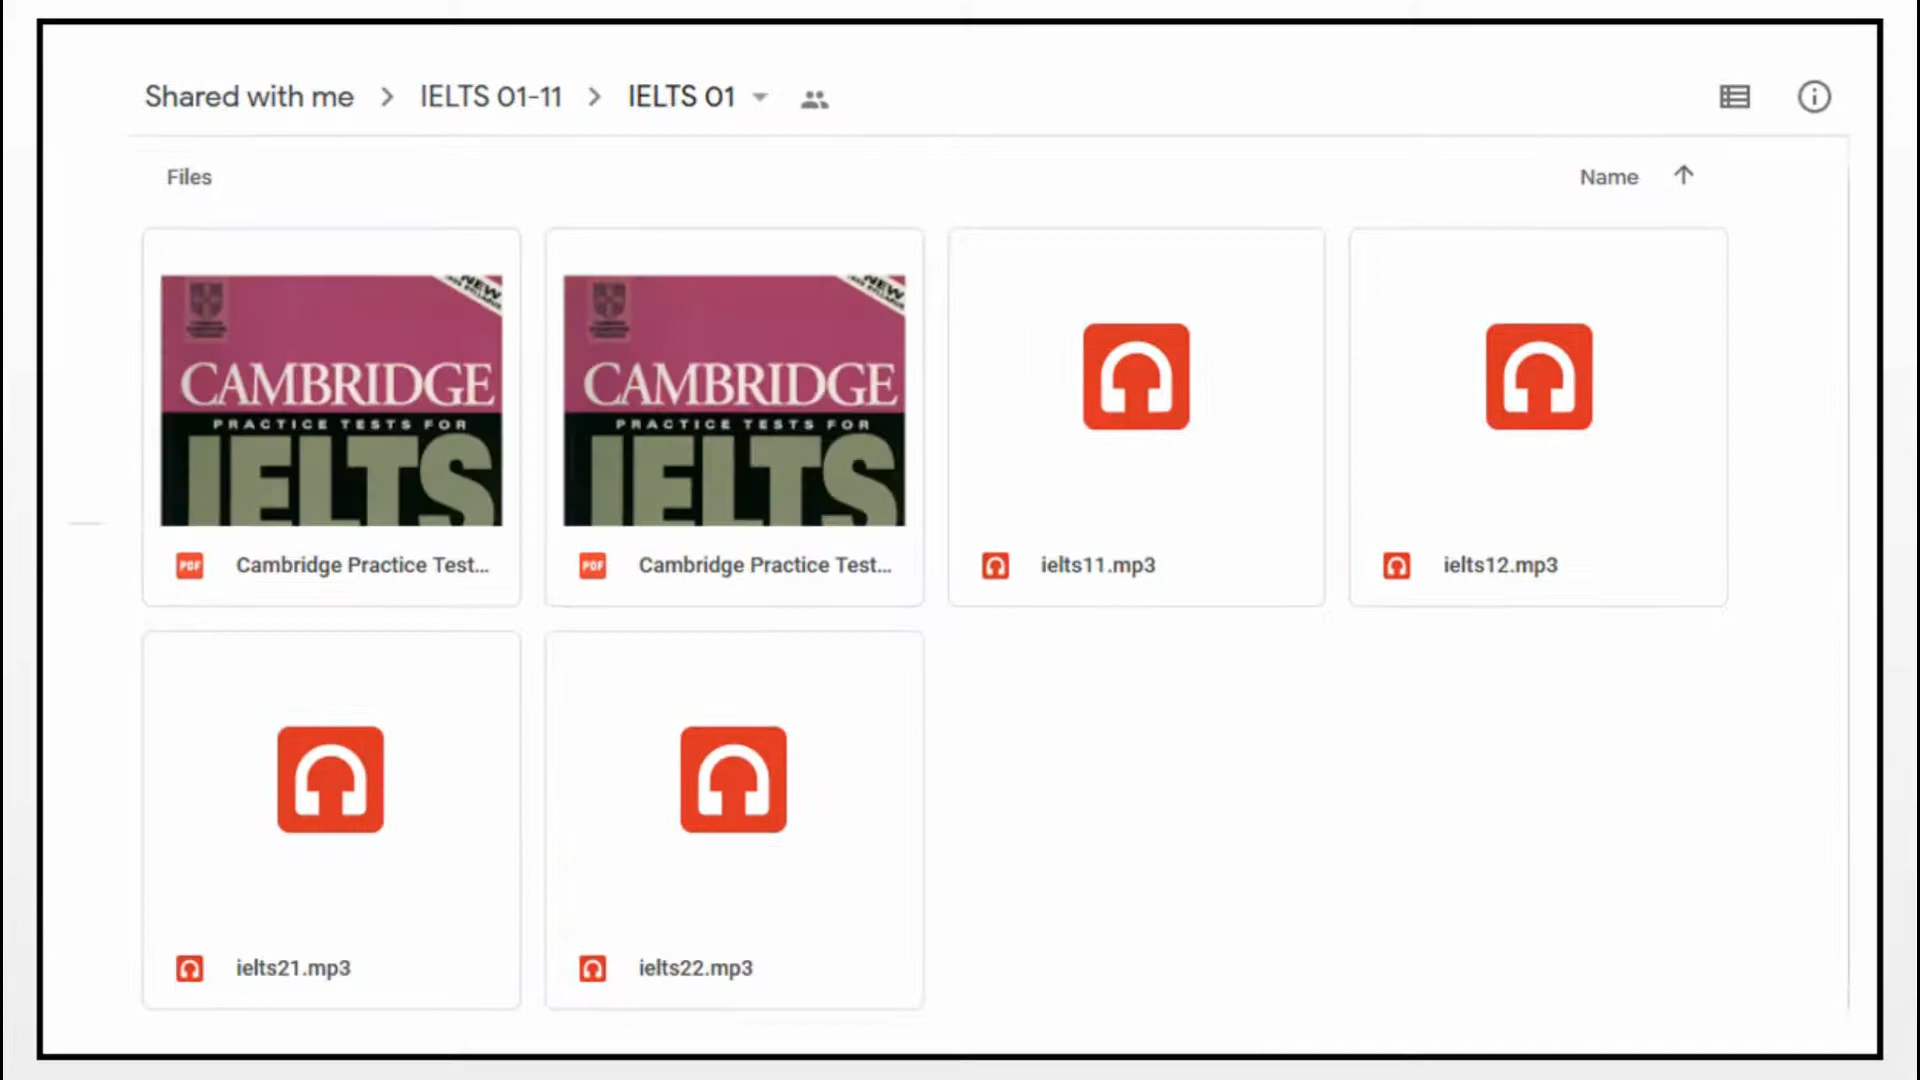 Shared with me > IELTS 01-11 > IELTS 01
Files
Name
NEW
CAMBRIDGE
PRACTICE TESTS FOR
IELTS
PDF Cambridge Practice Test...
NEW
CAMBRIDGE
PRACTICE TESTS FOR
IELTS
PDF Cambridge Practice Test...
ielts11.mp3
ielts12.mp3
ielts21.mp3
ielts22.mp3